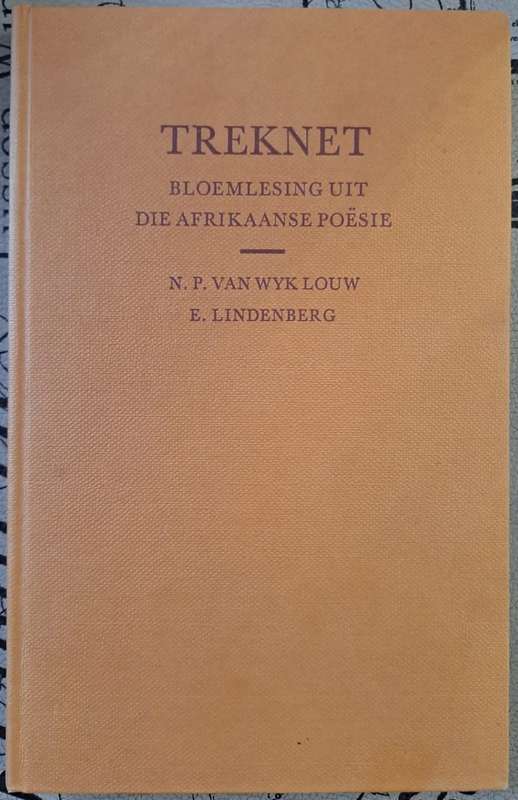 TREKNET
BLOEMLESING UIT
DIE AFRIKAANSE POËSIE
N. P. VAN WYK LOUW
E. LINDENBERG